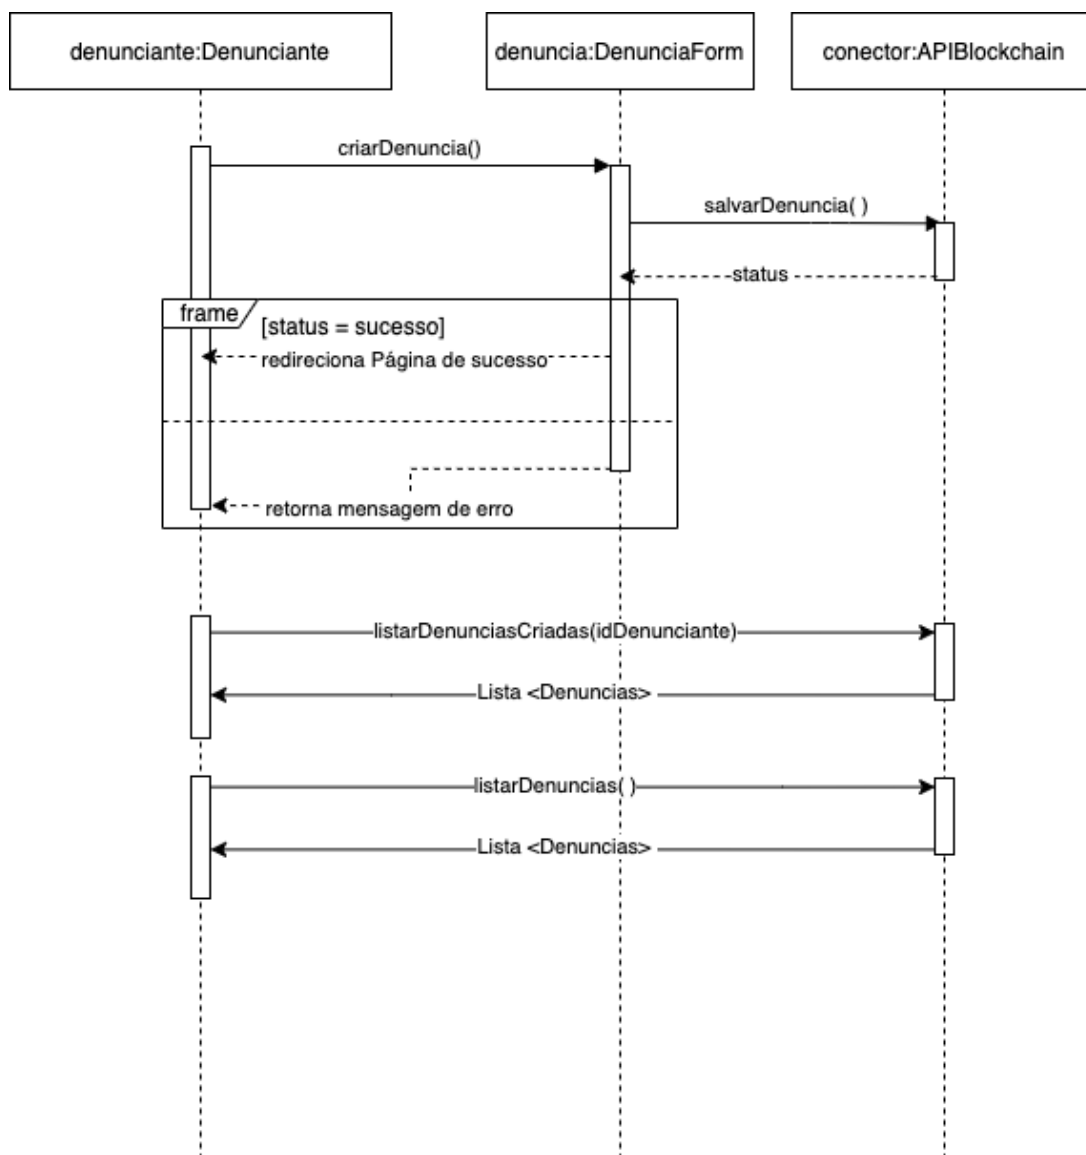 denunciante:Denunciante
denuncia:DenunciaForm
conector:APIBlockchain
criarDenuncia()
salvarDenuncia( )
status
frame
[status = sucesso]
redireciona Página de sucesso
retorna mensagem de erro
listarDenunciasCriadas(idDenunciante)
Lista <Denuncias>
listarDenuncias( )
Lista <Denuncias>